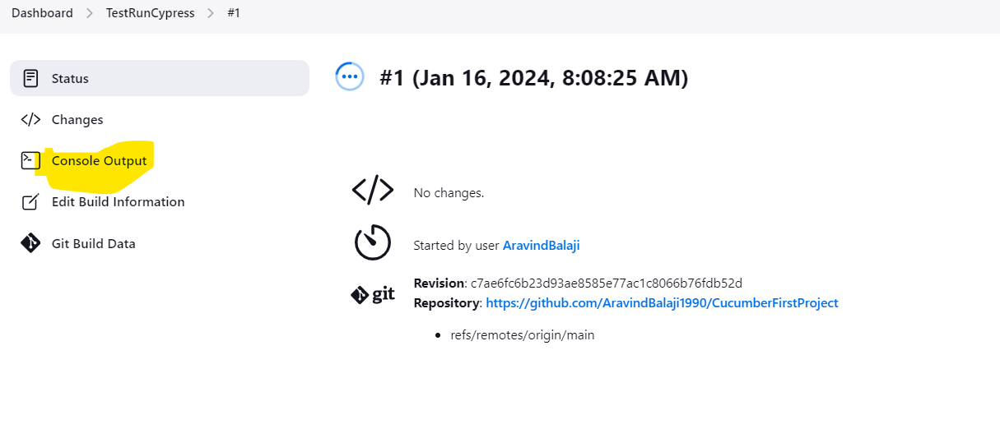 Dashboard > TestRunCypress > #1
Status
Changes
Console Output
Edit Build Information
Git Build Data
#1 (Jan 16, 2024, 8:08:25 AM)
No changes.
Started by user AravindBalaji
git
Revision: c7ae6fc6b23d93ae8585e77ac1c8066b76fdb52d
Repository: https://github.com/AravindBalaji1990/CucumberFirstProject
• refs/remotes/origin/main